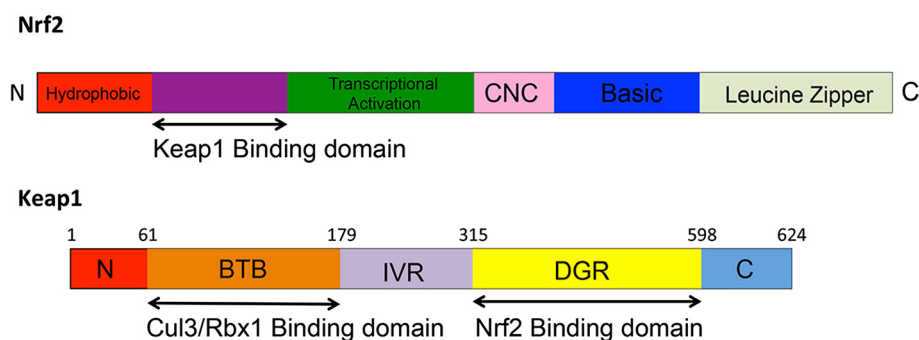 Nrf2
N Hydrophobic Transcriptional Activation CNC Basic Leucine Zipper C
Keap1 Binding domain
Keap1
1 61 179 315 598 624
N BTB IVR DGR C
Cul3/Rbx1 Binding domain Nrf2 Binding domain